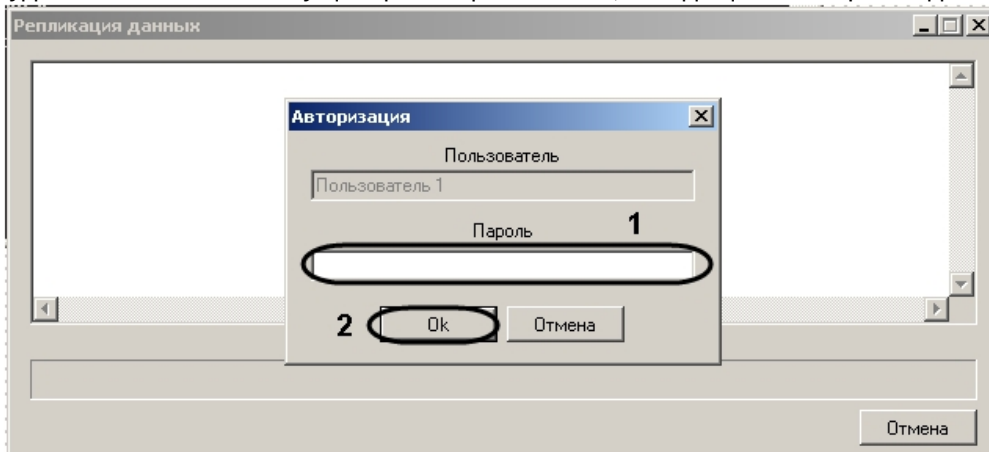 Репликация данных
Авторизация
Пользователь
Пользователь 1
Пароль
1
2
Ok
Отмена
Отмена